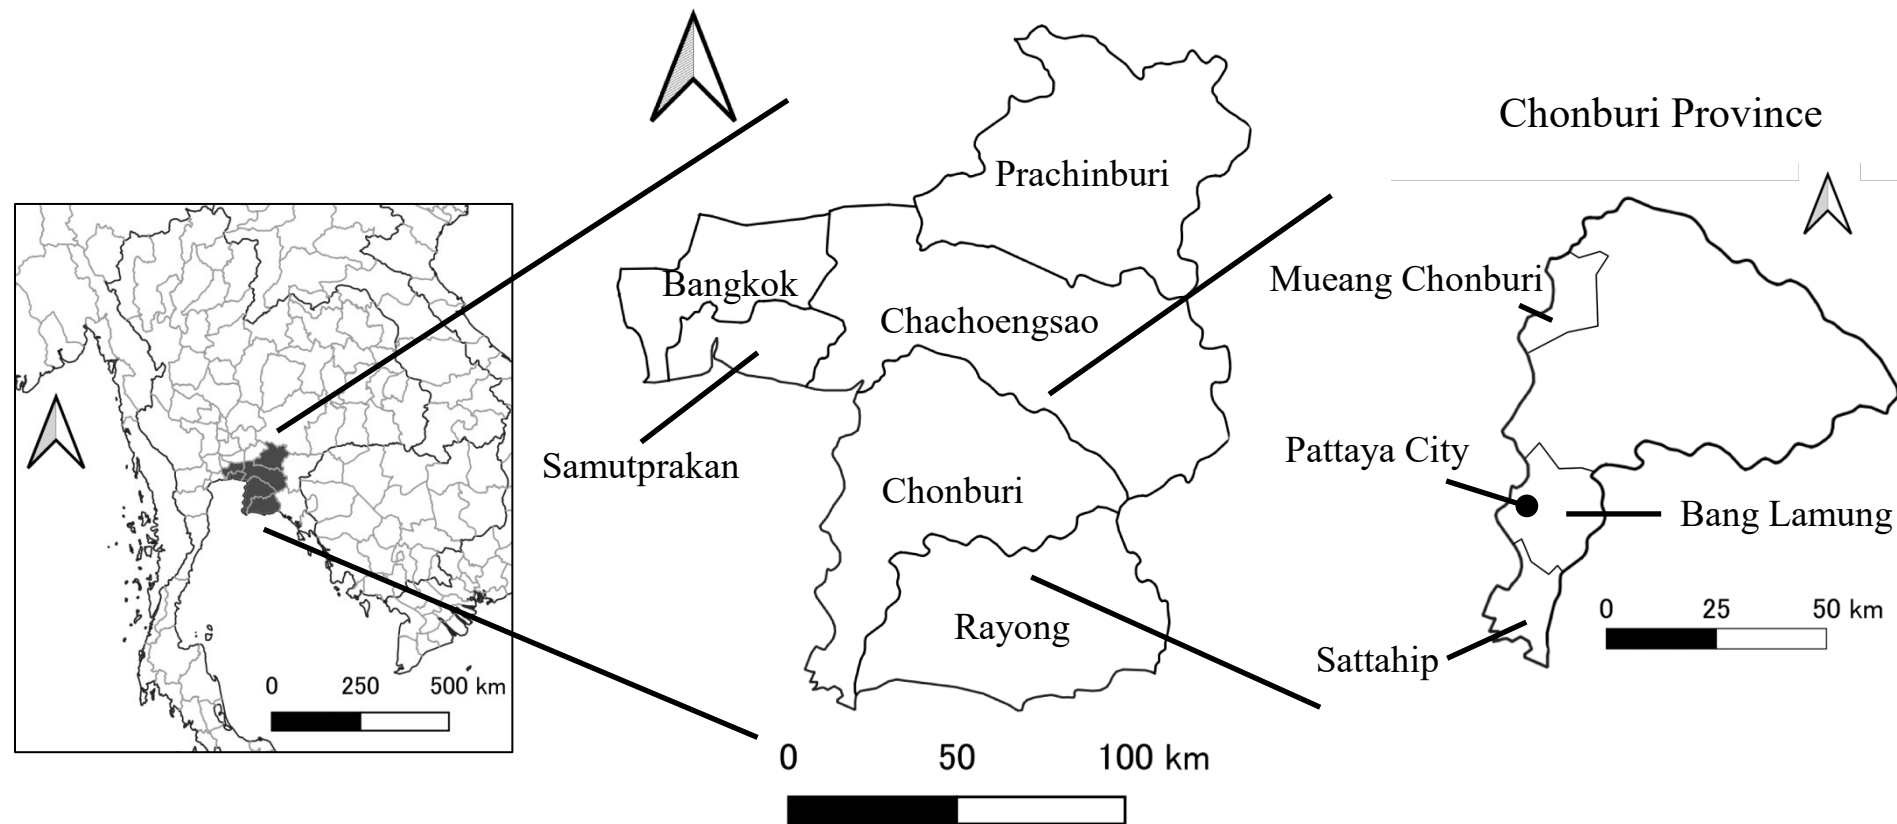 Chonburi Province
Prachinburi
Bangkok
Mueang Chonburi
Chachoengsao
Samutprakan
Pattaya City
Chonburi
Bang Lamung
Rayong
Sattahip
0 250 500 km
0 50 100 km
0 25 50 km